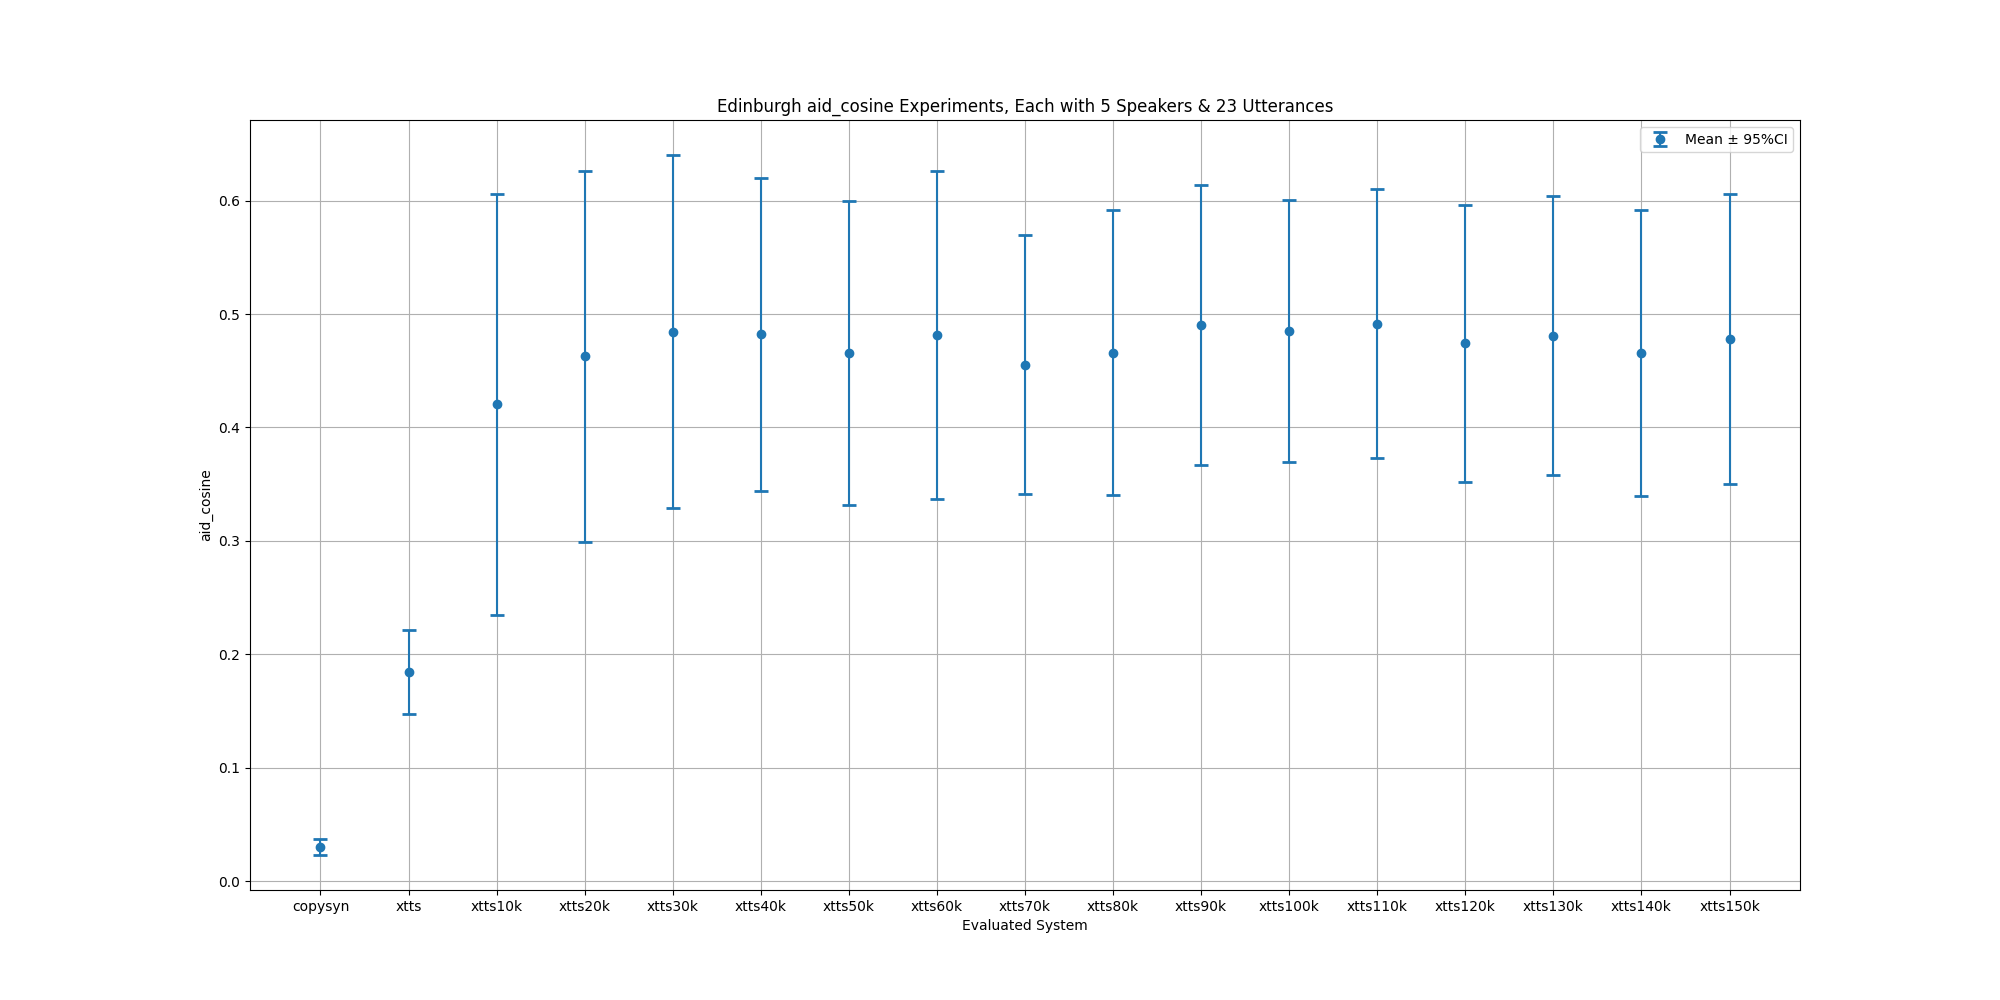 Edinburgh aid_cosine Experiments, Each with 5 Speakers & 23 Utterances
Mean ± 95%CI
0.6
0.5
0.4
0.3
0.2
0.1
0.0
aid_cosine
copysyn xtts xtts10k xtts20k xtts30k xtts40k xtts50k xtts60k xtts70k xtts80k xtts90k xtts100k xtts110k xtts120k xtts130k xtts140k xtts150k
Evaluated System